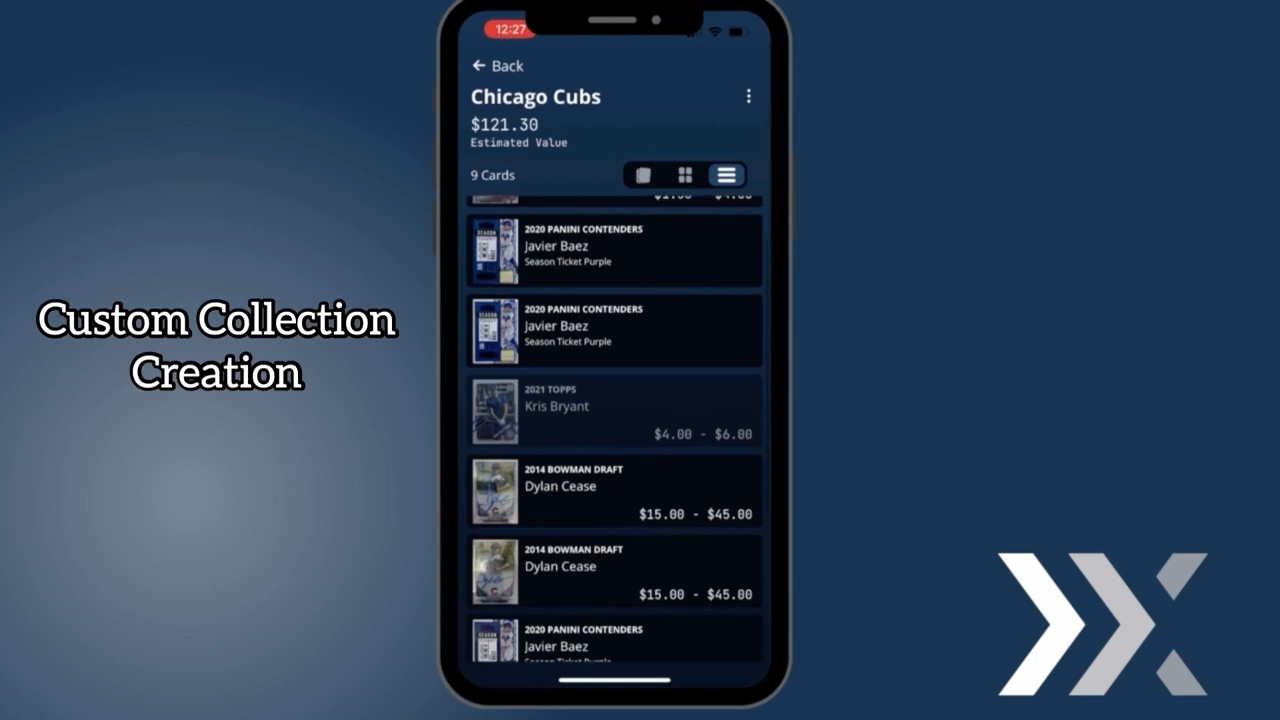 12:27
Back
Chicago Cubs
$121.30
Estimated Value
9 Cards
2020 PANINI CONTENDERS
Javier Baez
Season Ticket Purple
2020 PANINI CONTENDERS
Javier Baez
Season Ticket Purple
2021 TOPPS
Kris Bryant
$4.00 - $6.00
2014 BOWMAN DRAFT
Dylan Cease
$15.00 - $45.00
2014 BOWMAN DRAFT
Dylan Cease
$15.00 - $45.00
2020 PANINI CONTENDERS
Javier Baez
Season Ticket Purple
Custom Collection
Creation